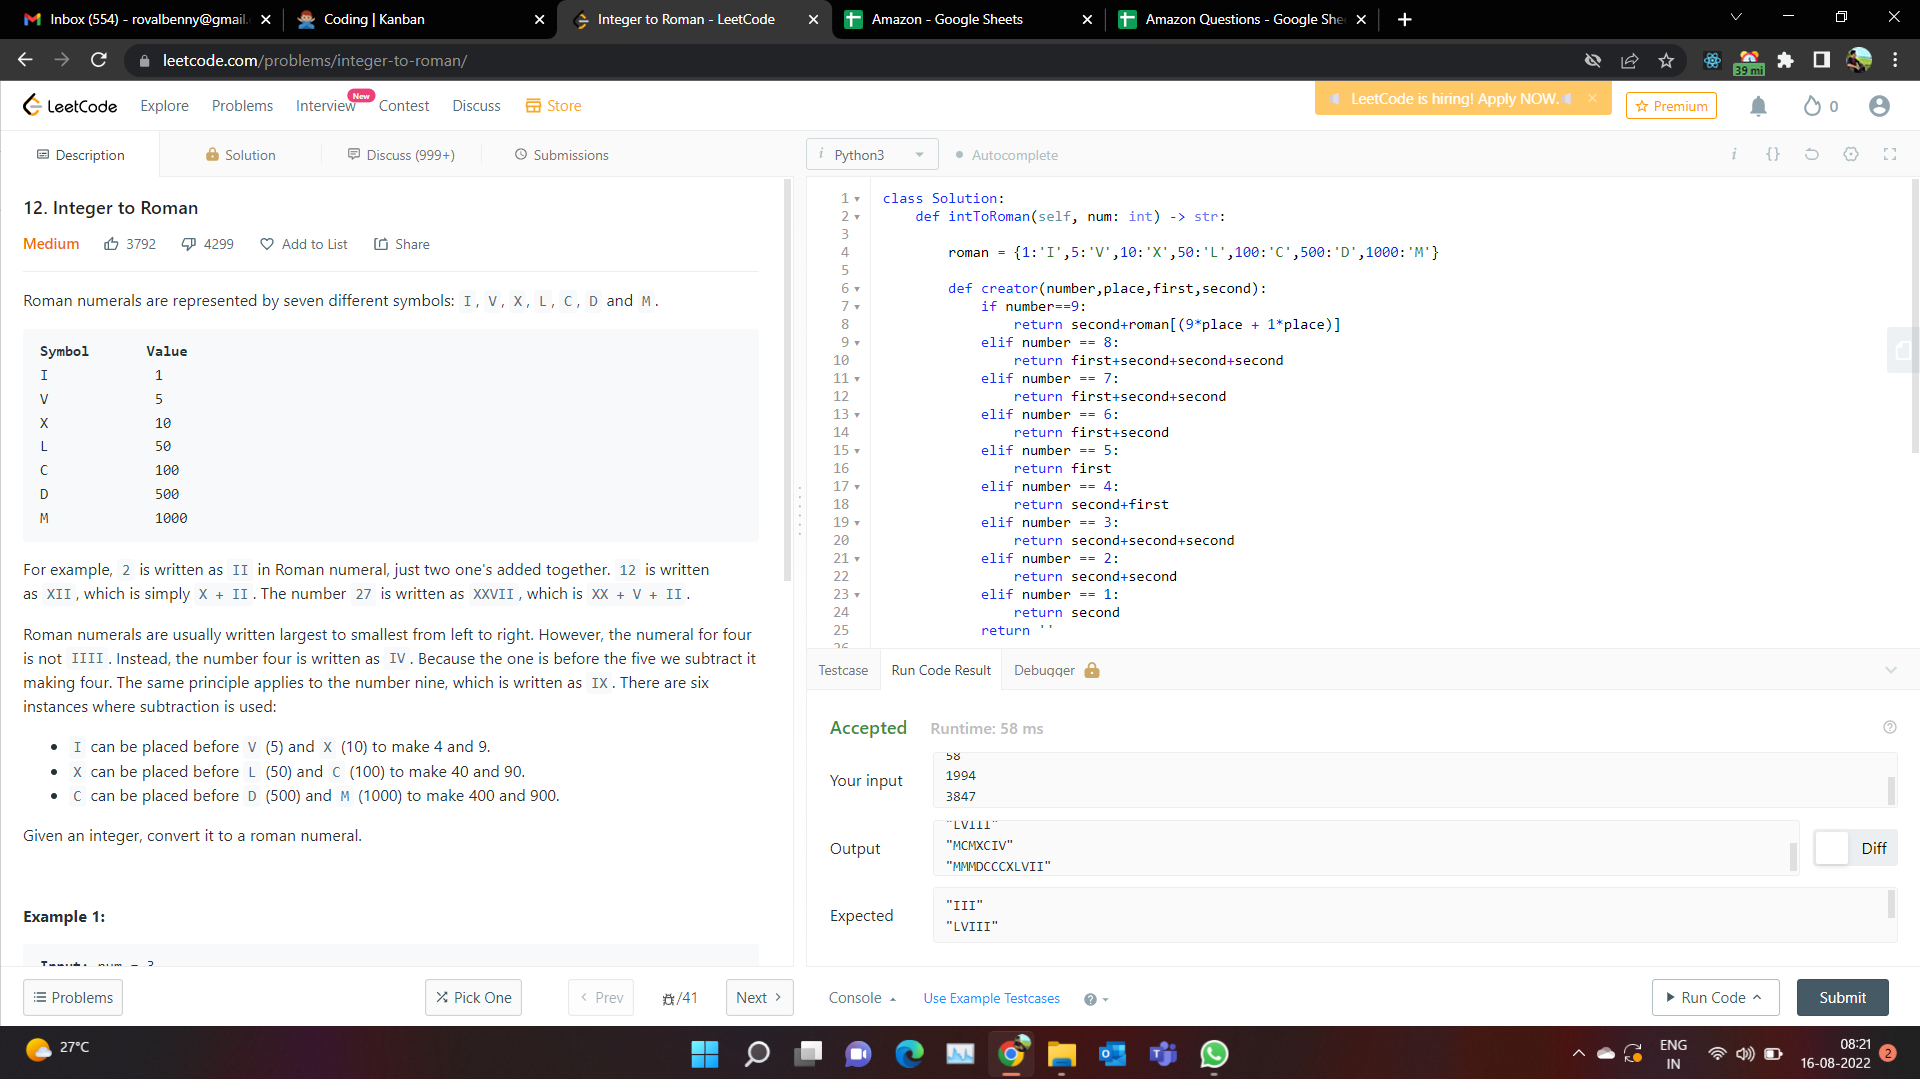 Inbox (554) - rovalbenny@gmail.
Coding | Kanban
Integer to Roman - LeetCode
Amazon - Google Sheets
Amazon Questions - Google She
leetcode.com/problems/integer-to-roman/
39 mi
LeetCode
Explore
Problems
Interview
New
Contest
Discuss
Store
LeetCode is hiring! Apply NOW.
Premium
0
Description
Solution
Discuss (999+)
Submissions
i Python3
Autocomplete
i
{}
12. Integer to Roman
Medium
3792
4299
Add to List
Share
Roman numerals are represented by seven different symbols: I, V, X, L, C, D and M.
Symbol Value
I 1
V 5
X 10
L 50
C 100
D 500
M 1000
For example, 2 is written as II in Roman numeral, just two one's added together. 12 is written
as XII, which is simply X + II. The number 27 is written as XXVII, which is XX + V + II.
Roman numerals are usually written largest to smallest from left to right. However, the numeral for four
is not IIII. Instead, the number four is written as IV. Because the one is before the five we subtract it
making four. The same principle applies to the number nine, which is written as IX. There are six
instances where subtraction is used:
• I can be placed before V (5) and X (10) to make 4 and 9.
• X can be placed before L (50) and C (100) to make 40 and 90.
• C can be placed before D (500) and M (1000) to make 400 and 900.
Given an integer, convert it to a roman numeral.
Example 1:
Input: num = 3
1 class Solution:
2 def intToRoman(self, num: int) -> str:
3
4 roman = {1:'I',5:'V',10:'X',50:'L',100:'C',500:'D',1000:'M'}
5
6 def creator(number,place,first,second):
7 if number==9:
8 return second+roman[(9*place + 1*place)]
9 elif number == 8:
10 return first+second+second+second
11 elif number == 7:
12 return first+second+second
13 elif number == 6:
14 return first+second
15 elif number == 5:
16 return first
17 elif number == 4:
18 return second+first
19 elif number == 3:
20 return second+second+second
21 elif number == 2:
22 return second+second
23 elif number == 1:
24 return second
25 return ''
26
Testcase
Run Code Result
Debugger
Accepted
Runtime: 58 ms
Your input
58
1994
3847
Output
"LVIII"
"MCMXCIV"
"MMMDCCCXLVII"
Diff
Expected
"III"
"LVIII"
Problems
Pick One
Prev
/41
Next
Console
Use Example Testcases
Run Code
Submit
27°C
ENG
IN
08:21
16-08-2022
2